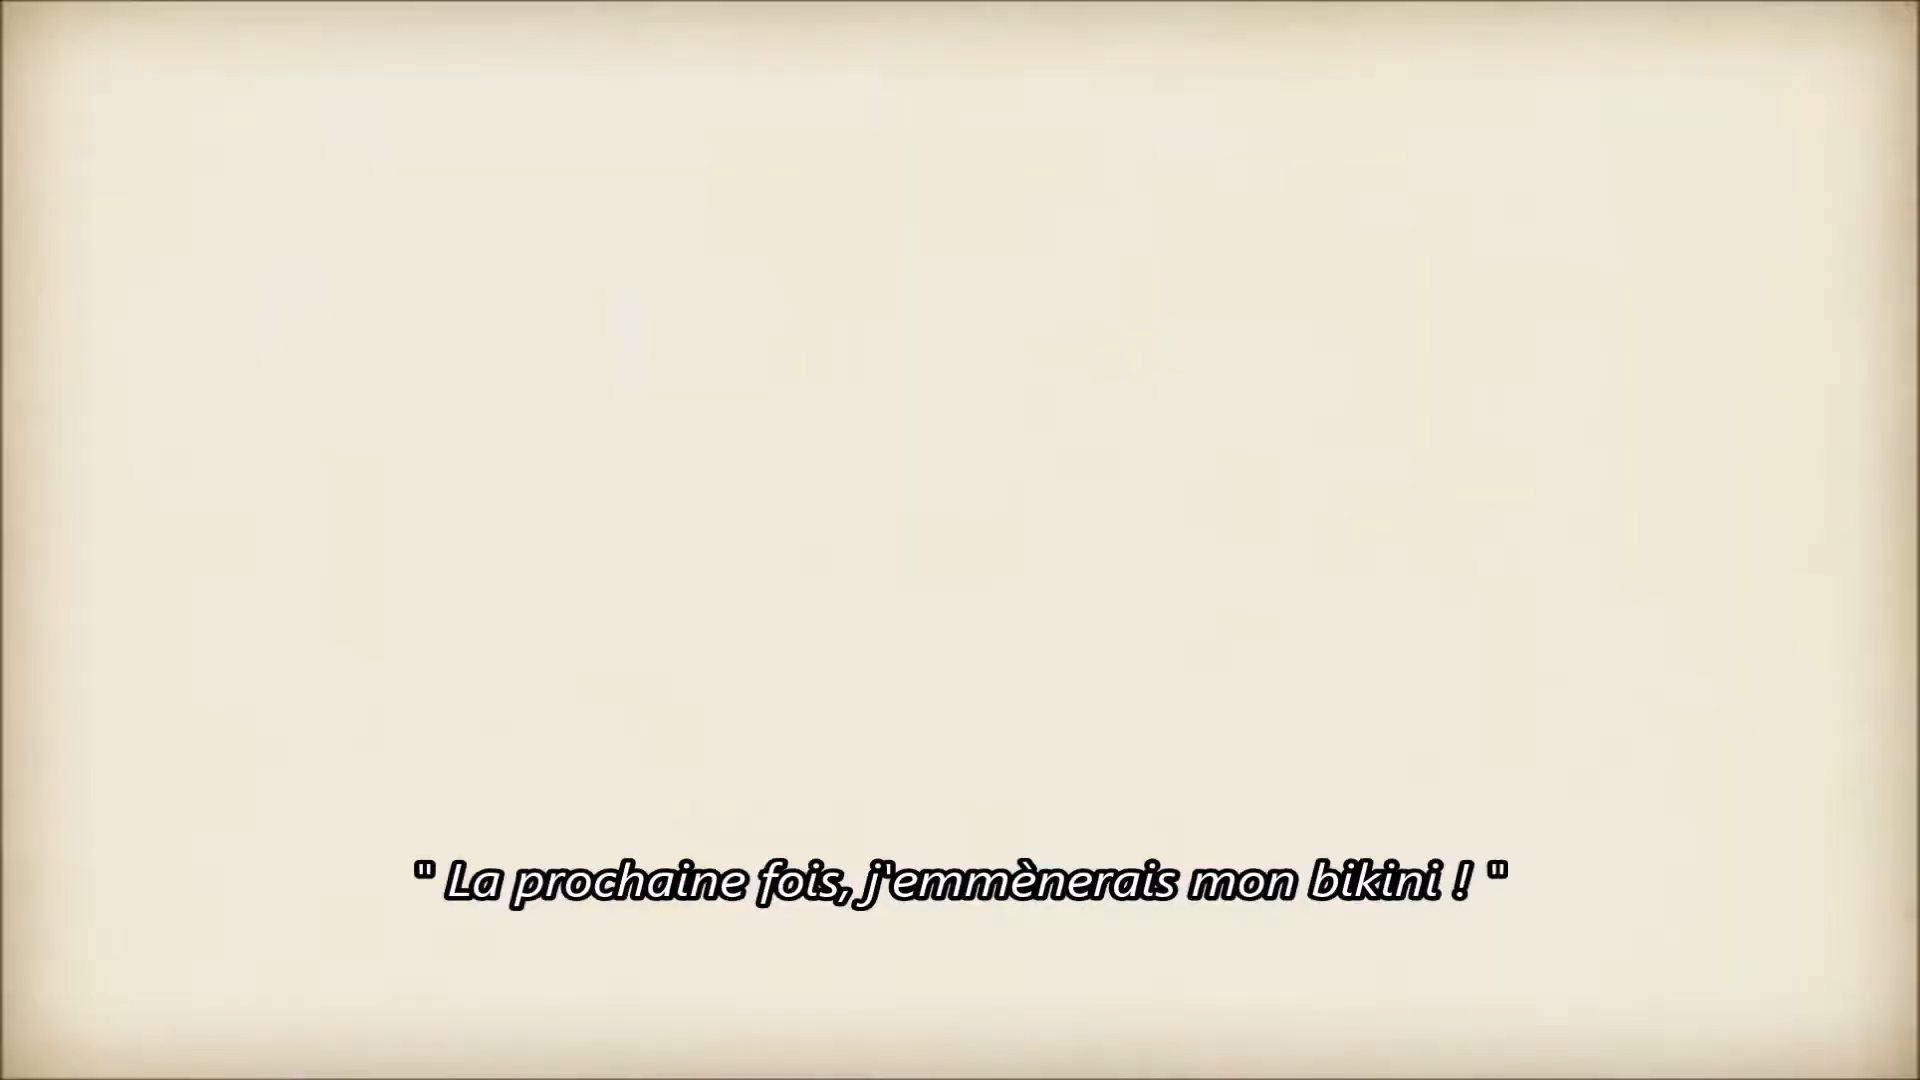 " La prochaine fois, j'emmènerais mon bikini ! "